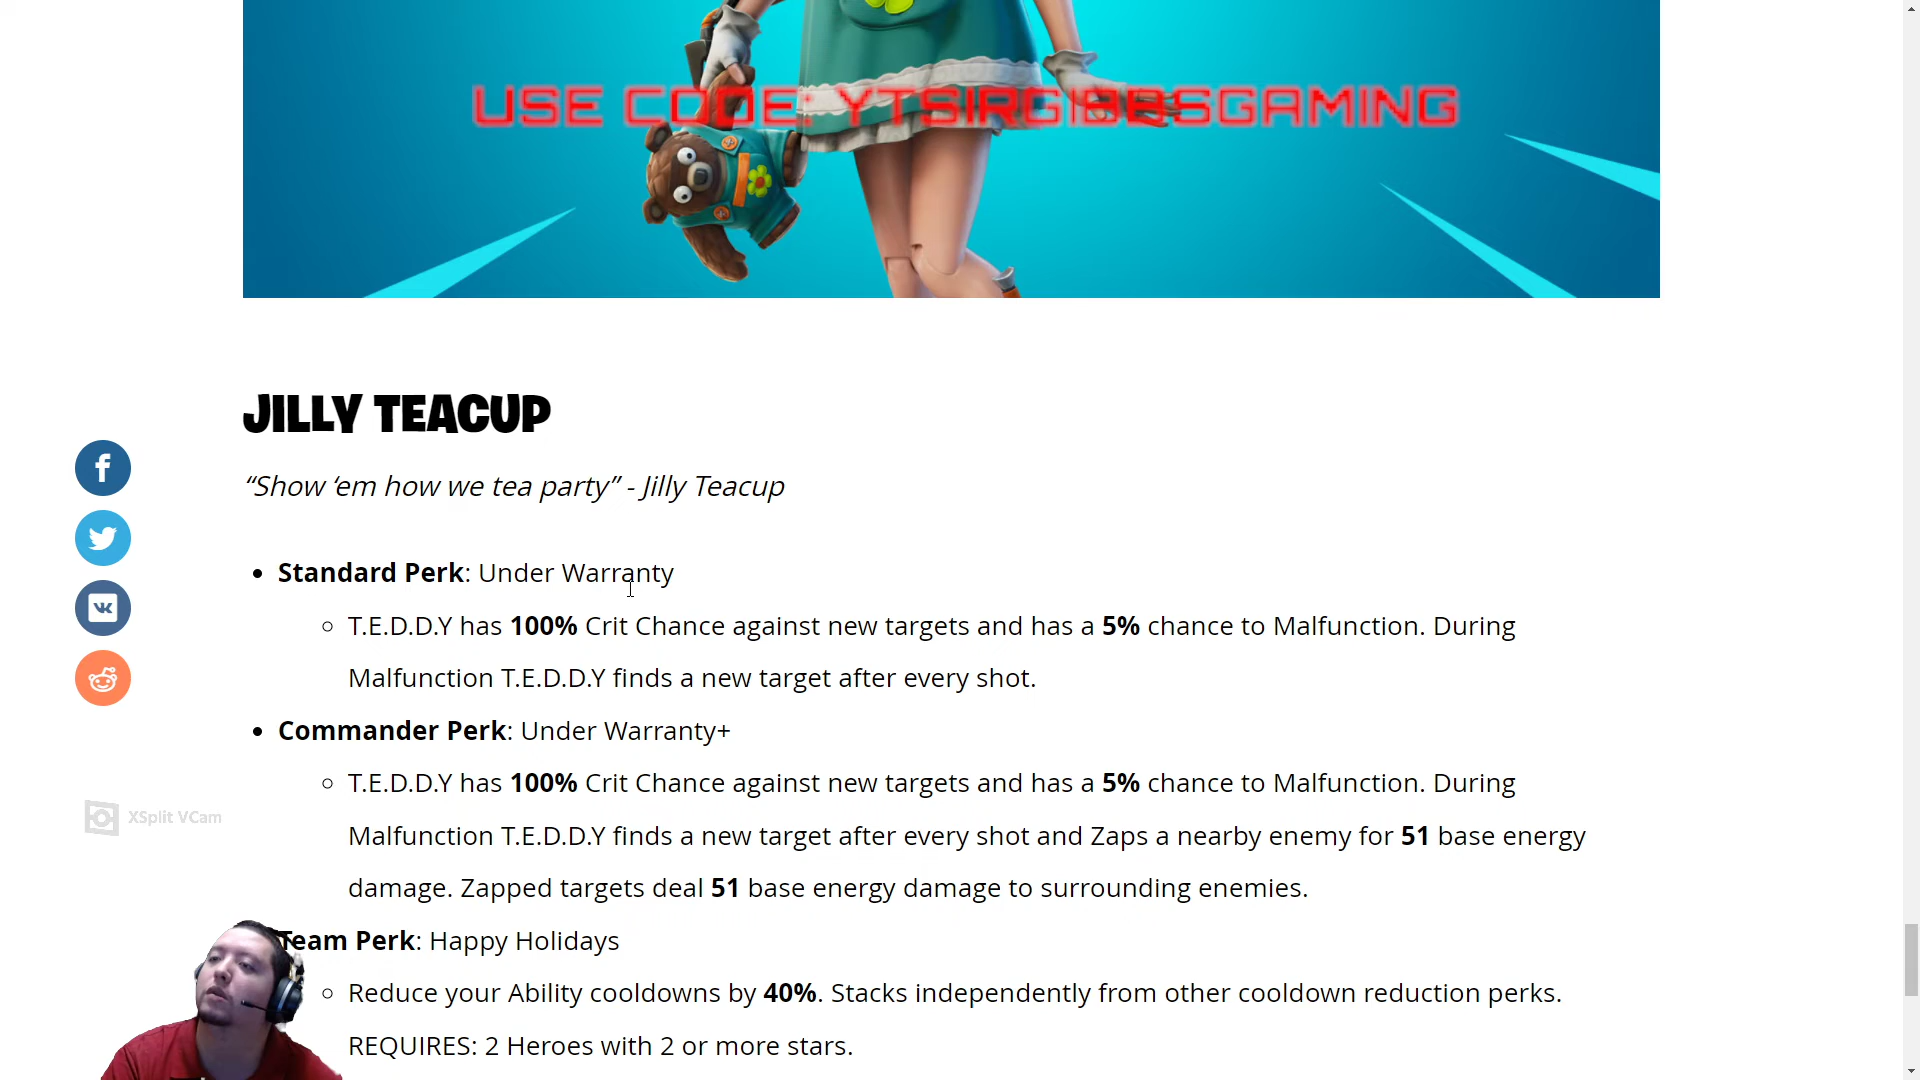 USE CODE: YTSIRGIBBSGAMING
JILLY TEACUP
“Show ‘em how we tea party” - Jilly Teacup
• Standard Perk: Under Warranty
○ T.E.D.D.Y has 100% Crit Chance against new targets and has a 5% chance to Malfunction. During
Malfunction T.E.D.D.Y finds a new target after every shot.
• Commander Perk: Under Warranty+
○ T.E.D.D.Y has 100% Crit Chance against new targets and has a 5% chance to Malfunction. During
Malfunction T.E.D.D.Y finds a new target after every shot and Zaps a nearby enemy for 51 base energy
damage. Zapped targets deal 51 base energy damage to surrounding enemies.
XSplit VCam
Team Perk: Happy Holidays
○ Reduce your Ability cooldowns by 40%. Stacks independently from other cooldown reduction perks.
REQUIRES: 2 Heroes with 2 or more stars.